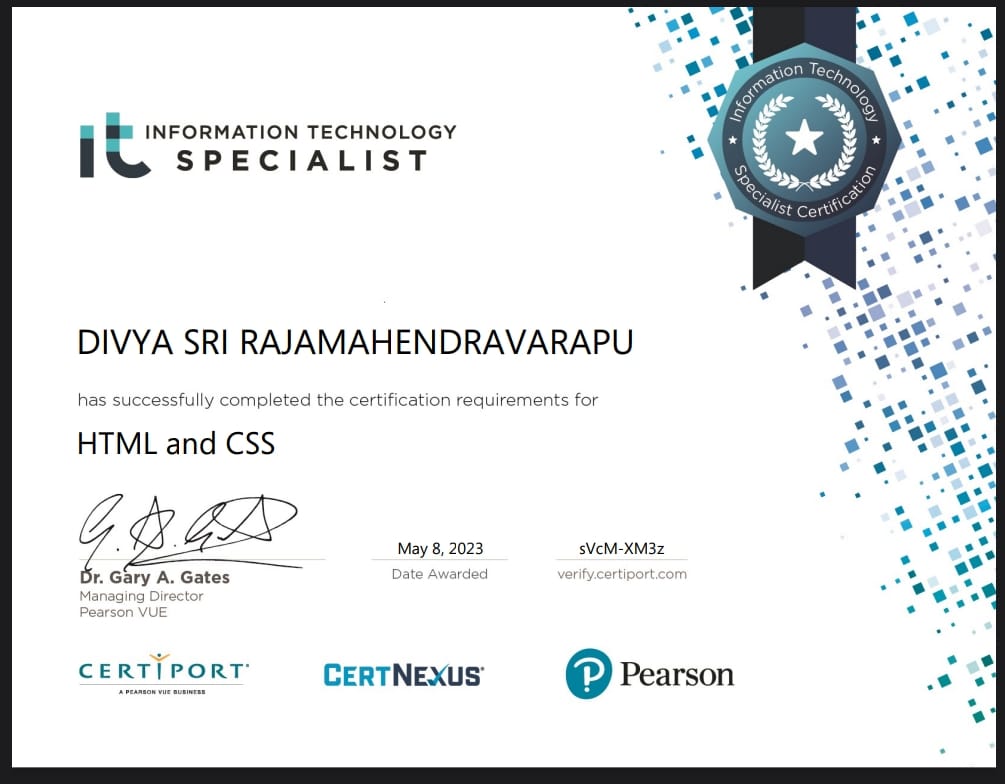 it INFORMATION TECHNOLOGY
SPECIALIST
Information Technology
Specialist Certification
DIVYA SRI RAJAMAHENDRAVARAPU
has successfully completed the certification requirements for
HTML and CSS
May 8, 2023
sVcM-XM3z
Dr. Gary A. Gates
Date Awarded
verify.certiport.com
Managing Director
Pearson VUE
CERTIPORT
A PEARSON VUE BUSINESS
CERTNEXUS
P Pearson